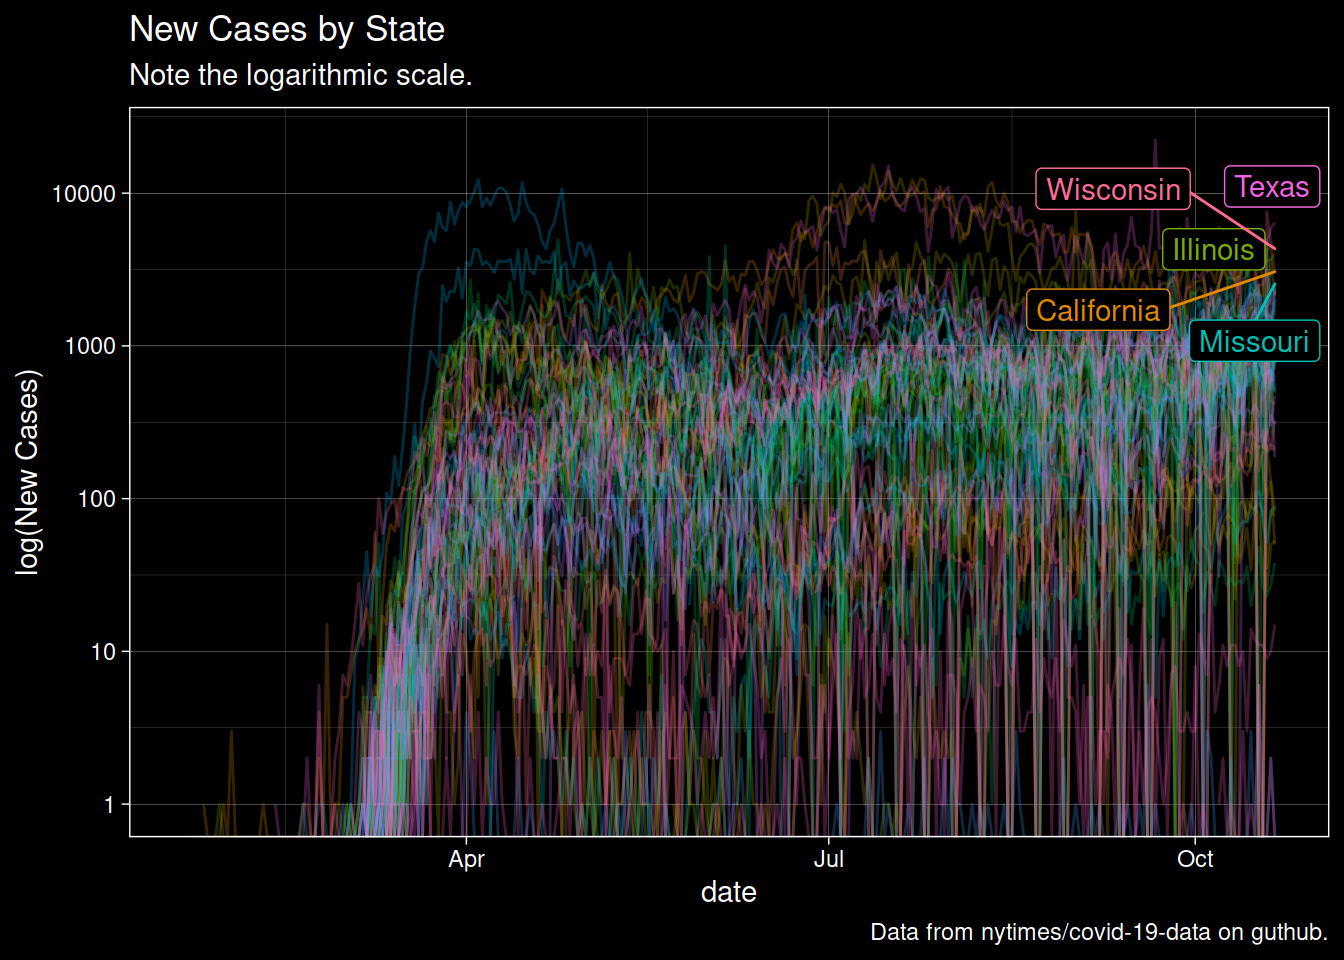 New Cases by State
Note the logarithmic scale.
10000
1000
100
10
1
log(New Cases)
Wisconsin
Texas
Illinois
California
Missouri
Apr
Jul
Oct
date
Data from nytimes/covid-19-data on guthub.